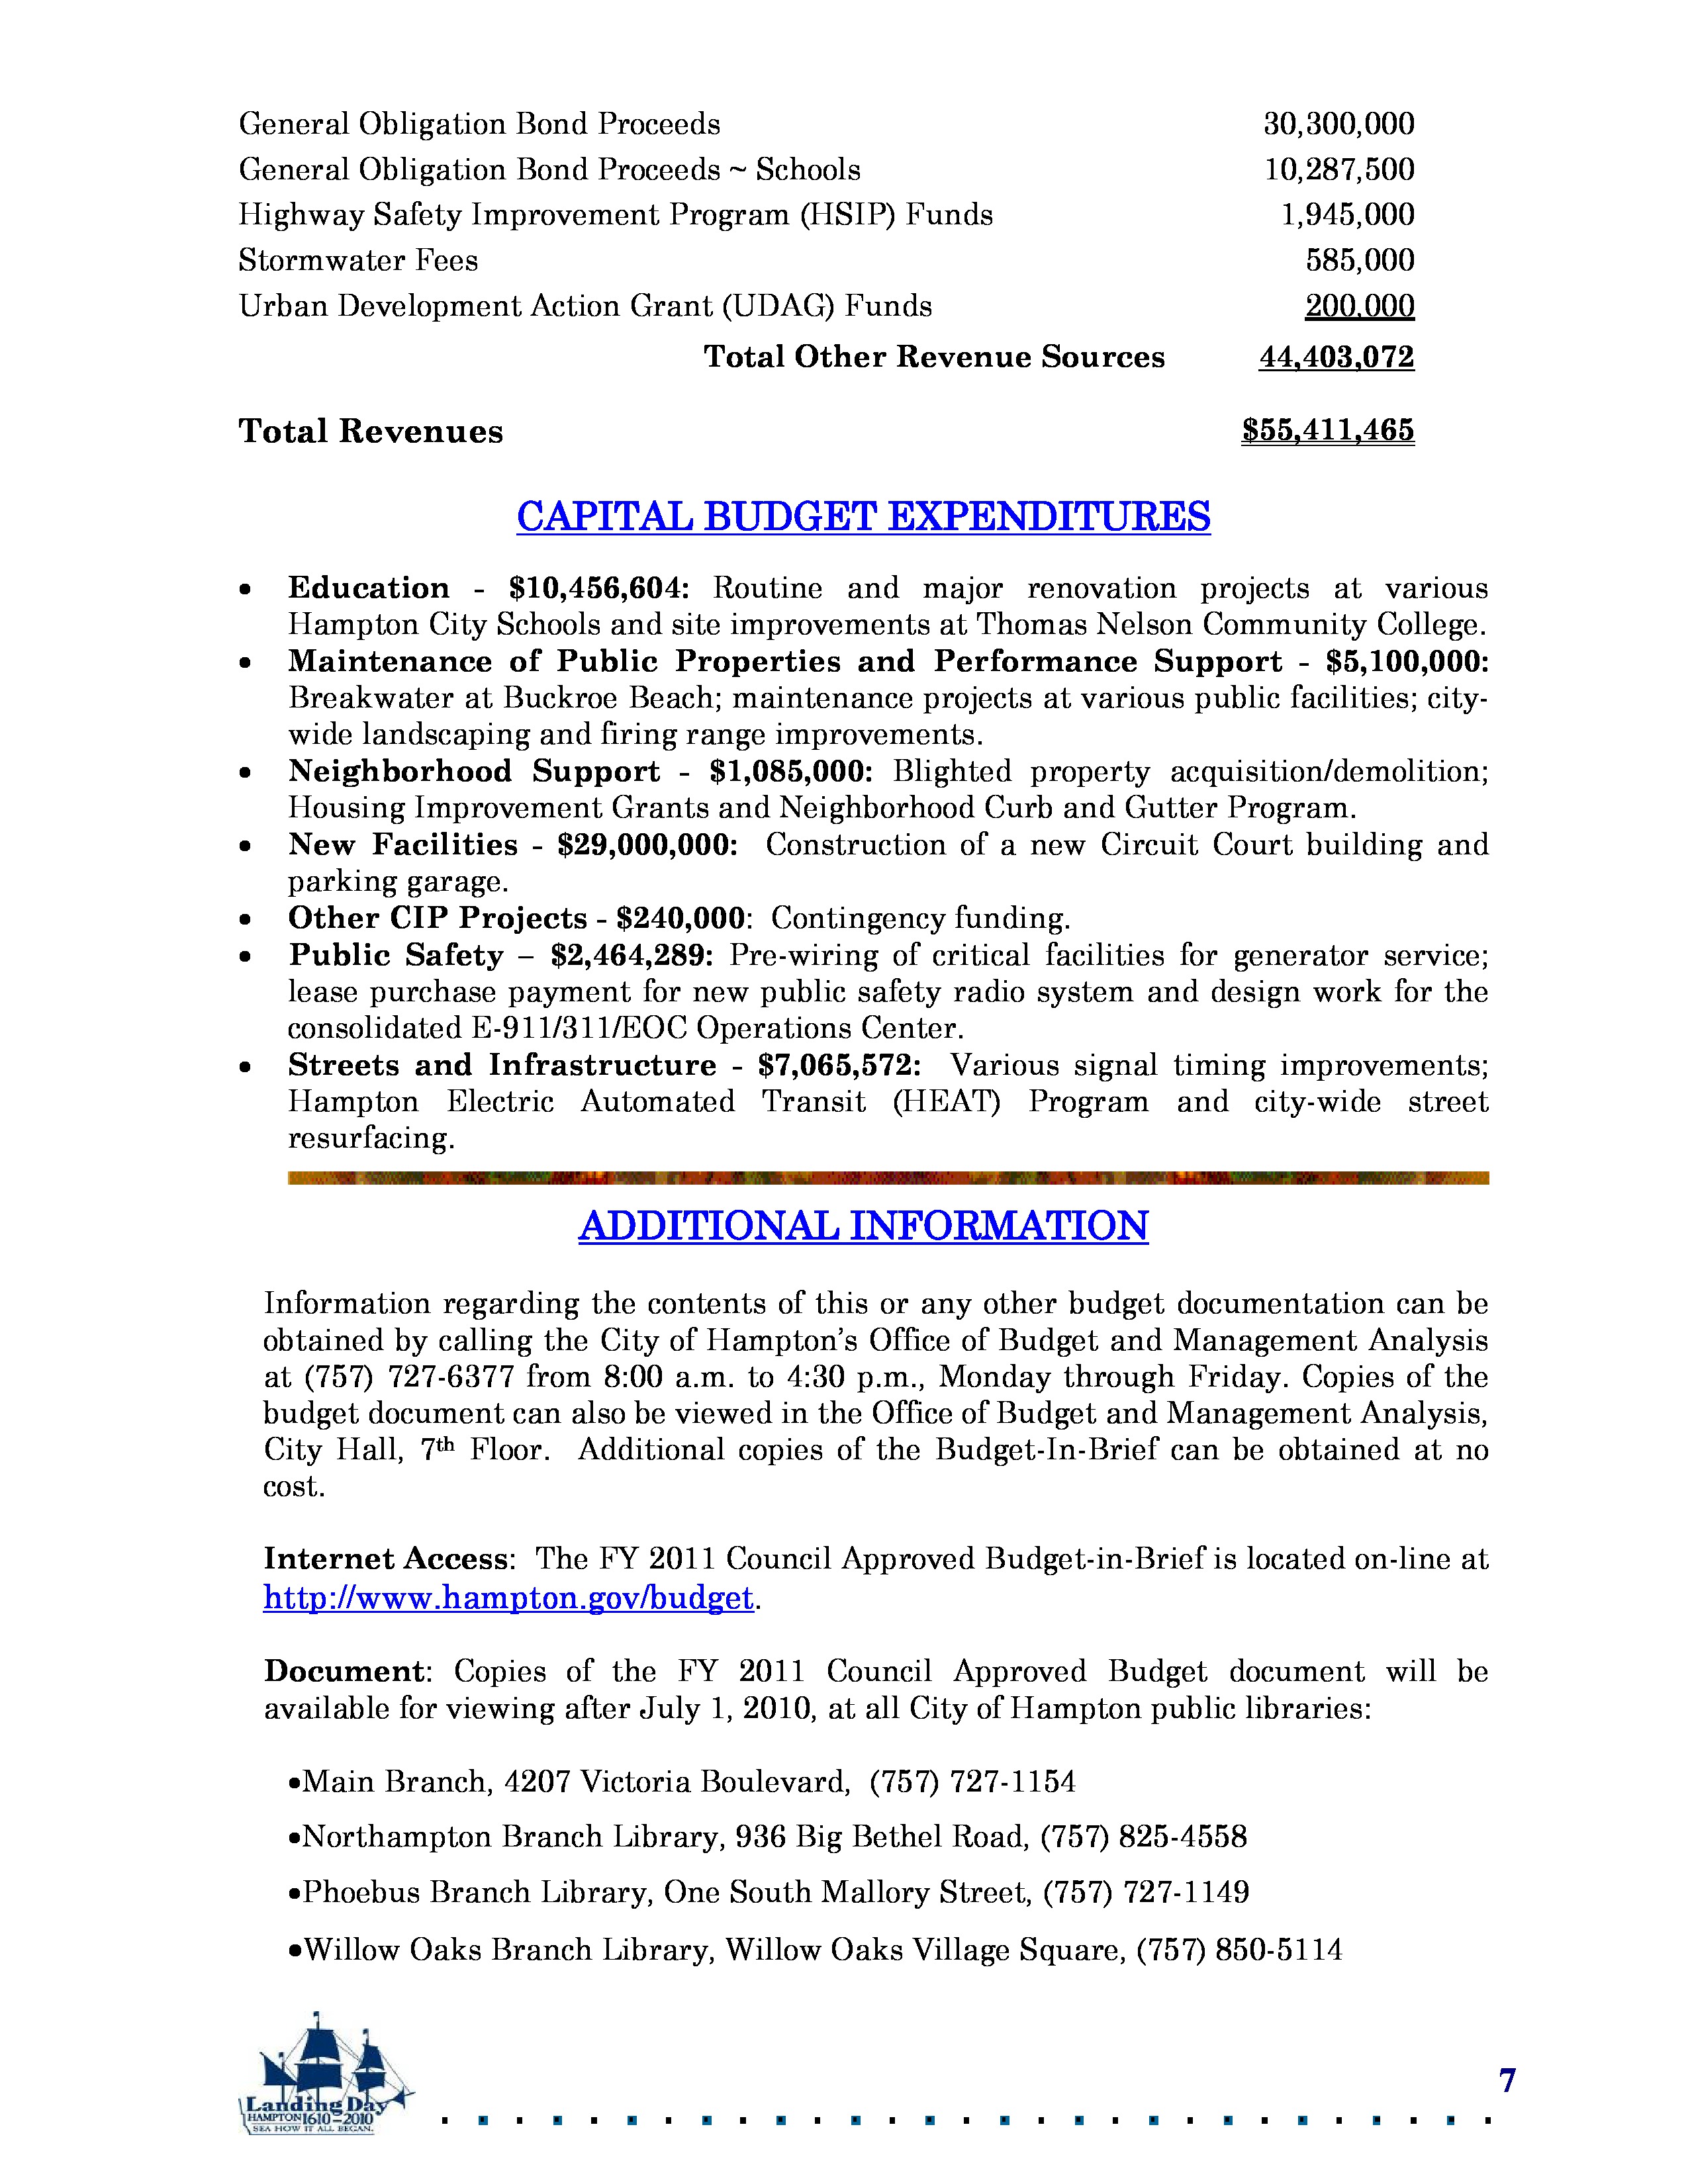 General Obligation Bond Proceeds 30,300,000
General Obligation Bond Proceeds ~ Schools 10,287,500
Highway Safety Improvement Program (HSIP) Funds 1,945,000
Stormwater Fees 585,000
Urban Development Action Grant (UDAG) Funds 200,000
Total Other Revenue Sources 44,403,072
Total Revenues $55,411,465
CAPITAL BUDGET EXPENDITURES
• Education - $10,456,604: Routine and major renovation projects at various
Hampton City Schools and site improvements at Thomas Nelson Community College.
• Maintenance of Public Properties and Performance Support - $5,100,000:
Breakwater at Buckroe Beach; maintenance projects at various public facilities; city-
wide landscaping and firing range improvements.
• Neighborhood Support - $1,085,000: Blighted property acquisition/demolition;
Housing Improvement Grants and Neighborhood Curb and Gutter Program.
• New Facilities - $29,000,000: Construction of a new Circuit Court building and
parking garage.
• Other CIP Projects - $240,000: Contingency funding.
• Public Safety – $2,464,289: Pre-wiring of critical facilities for generator service;
lease purchase payment for new public safety radio system and design work for the
consolidated E-911/311/EOC Operations Center.
• Streets and Infrastructure - $7,065,572: Various signal timing improvements;
Hampton Electric Automated Transit (HEAT) Program and city-wide street
resurfacing.
ADDITIONAL INFORMATION
Information regarding the contents of this or any other budget documentation can be
obtained by calling the City of Hampton’s Office of Budget and Management Analysis
at (757) 727-6377 from 8:00 a.m. to 4:30 p.m., Monday through Friday. Copies of the
budget document can also be viewed in the Office of Budget and Management Analysis,
City Hall, 7th Floor. Additional copies of the Budget-In-Brief can be obtained at no
cost.
Internet Access: The FY 2011 Council Approved Budget-in-Brief is located on-line at
http://www.hampton.gov/budget.
Document: Copies of the FY 2011 Council Approved Budget document will be
available for viewing after July 1, 2010, at all City of Hampton public libraries:
•Main Branch, 4207 Victoria Boulevard, (757) 727-1154
•Northampton Branch Library, 936 Big Bethel Road, (757) 825-4558
•Phoebus Branch Library, One South Mallory Street, (757) 727-1149
•Willow Oaks Branch Library, Willow Oaks Village Square, (757) 850-5114
Landing Day
HAMPTON 1610–2010
SEA HOW IT ALL BEGAN.
7